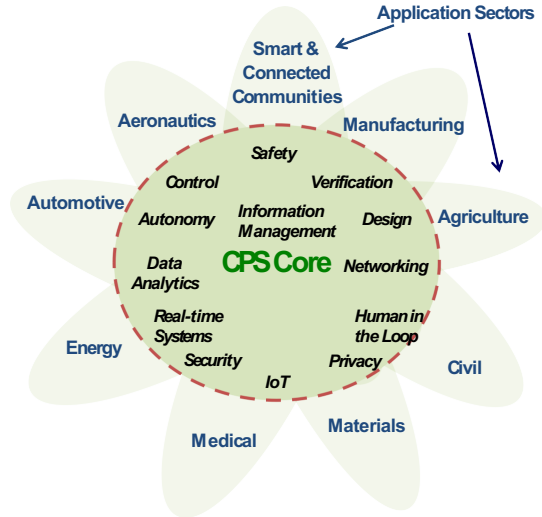 Application Sectors
Smart &
Connected
Communities
Aeronautics
Manufacturing
Safety
Control
Verification
Automotive
Autonomy
Information
Management
Design
Agriculture
CPS Core
Data
Analytics
Networking
Real-time
Systems
Human in
the Loop
Energy
Security
Privacy
Civil
IoT
Materials
Medical